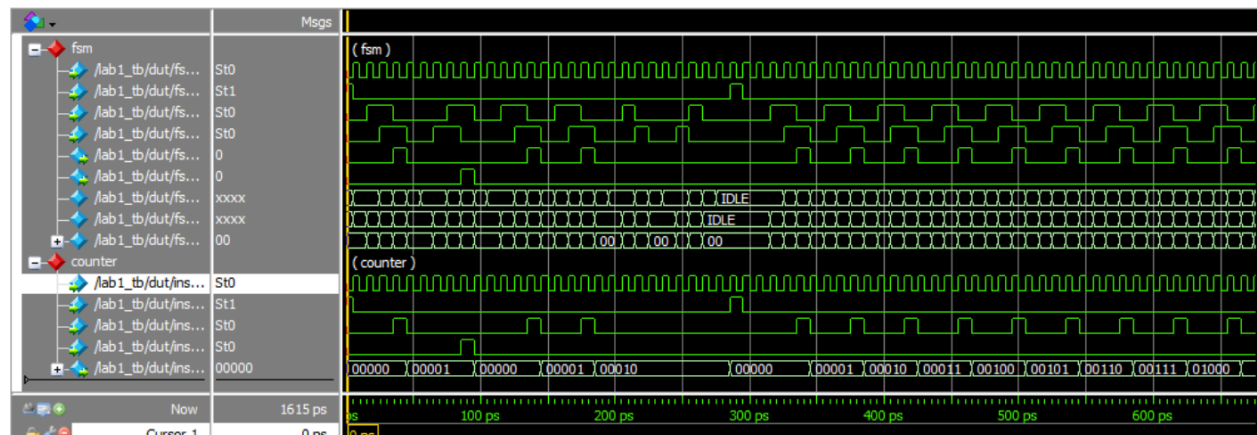 Msgs
fsm ( fsm )
/lab1_tb/dut/fs... St0
/lab1_tb/dut/fs... St1
/lab1_tb/dut/fs... St0
/lab1_tb/dut/fs... St0
/lab1_tb/dut/fs... 0
/lab1_tb/dut/fs... 0
/lab1_tb/dut/fs... xxxx IDLE
/lab1_tb/dut/fs... xxxx IDLE
/lab1_tb/dut/fs... 00 00 00 00
counter ( counter )
/lab1_tb/dut/ins... St0
/lab1_tb/dut/ins... St1
/lab1_tb/dut/ins... St0
/lab1_tb/dut/ins... St0
/lab1_tb/dut/ins... 00000 00000 00001 00000 00001 00010 00000 00001 00010 00011 00100 00101 00110 00111 01000
Now 1615 ps ps 100 ps 200 ps 300 ps 400 ps 500 ps 600 ps
Cursor 1 0 ps 0 ps